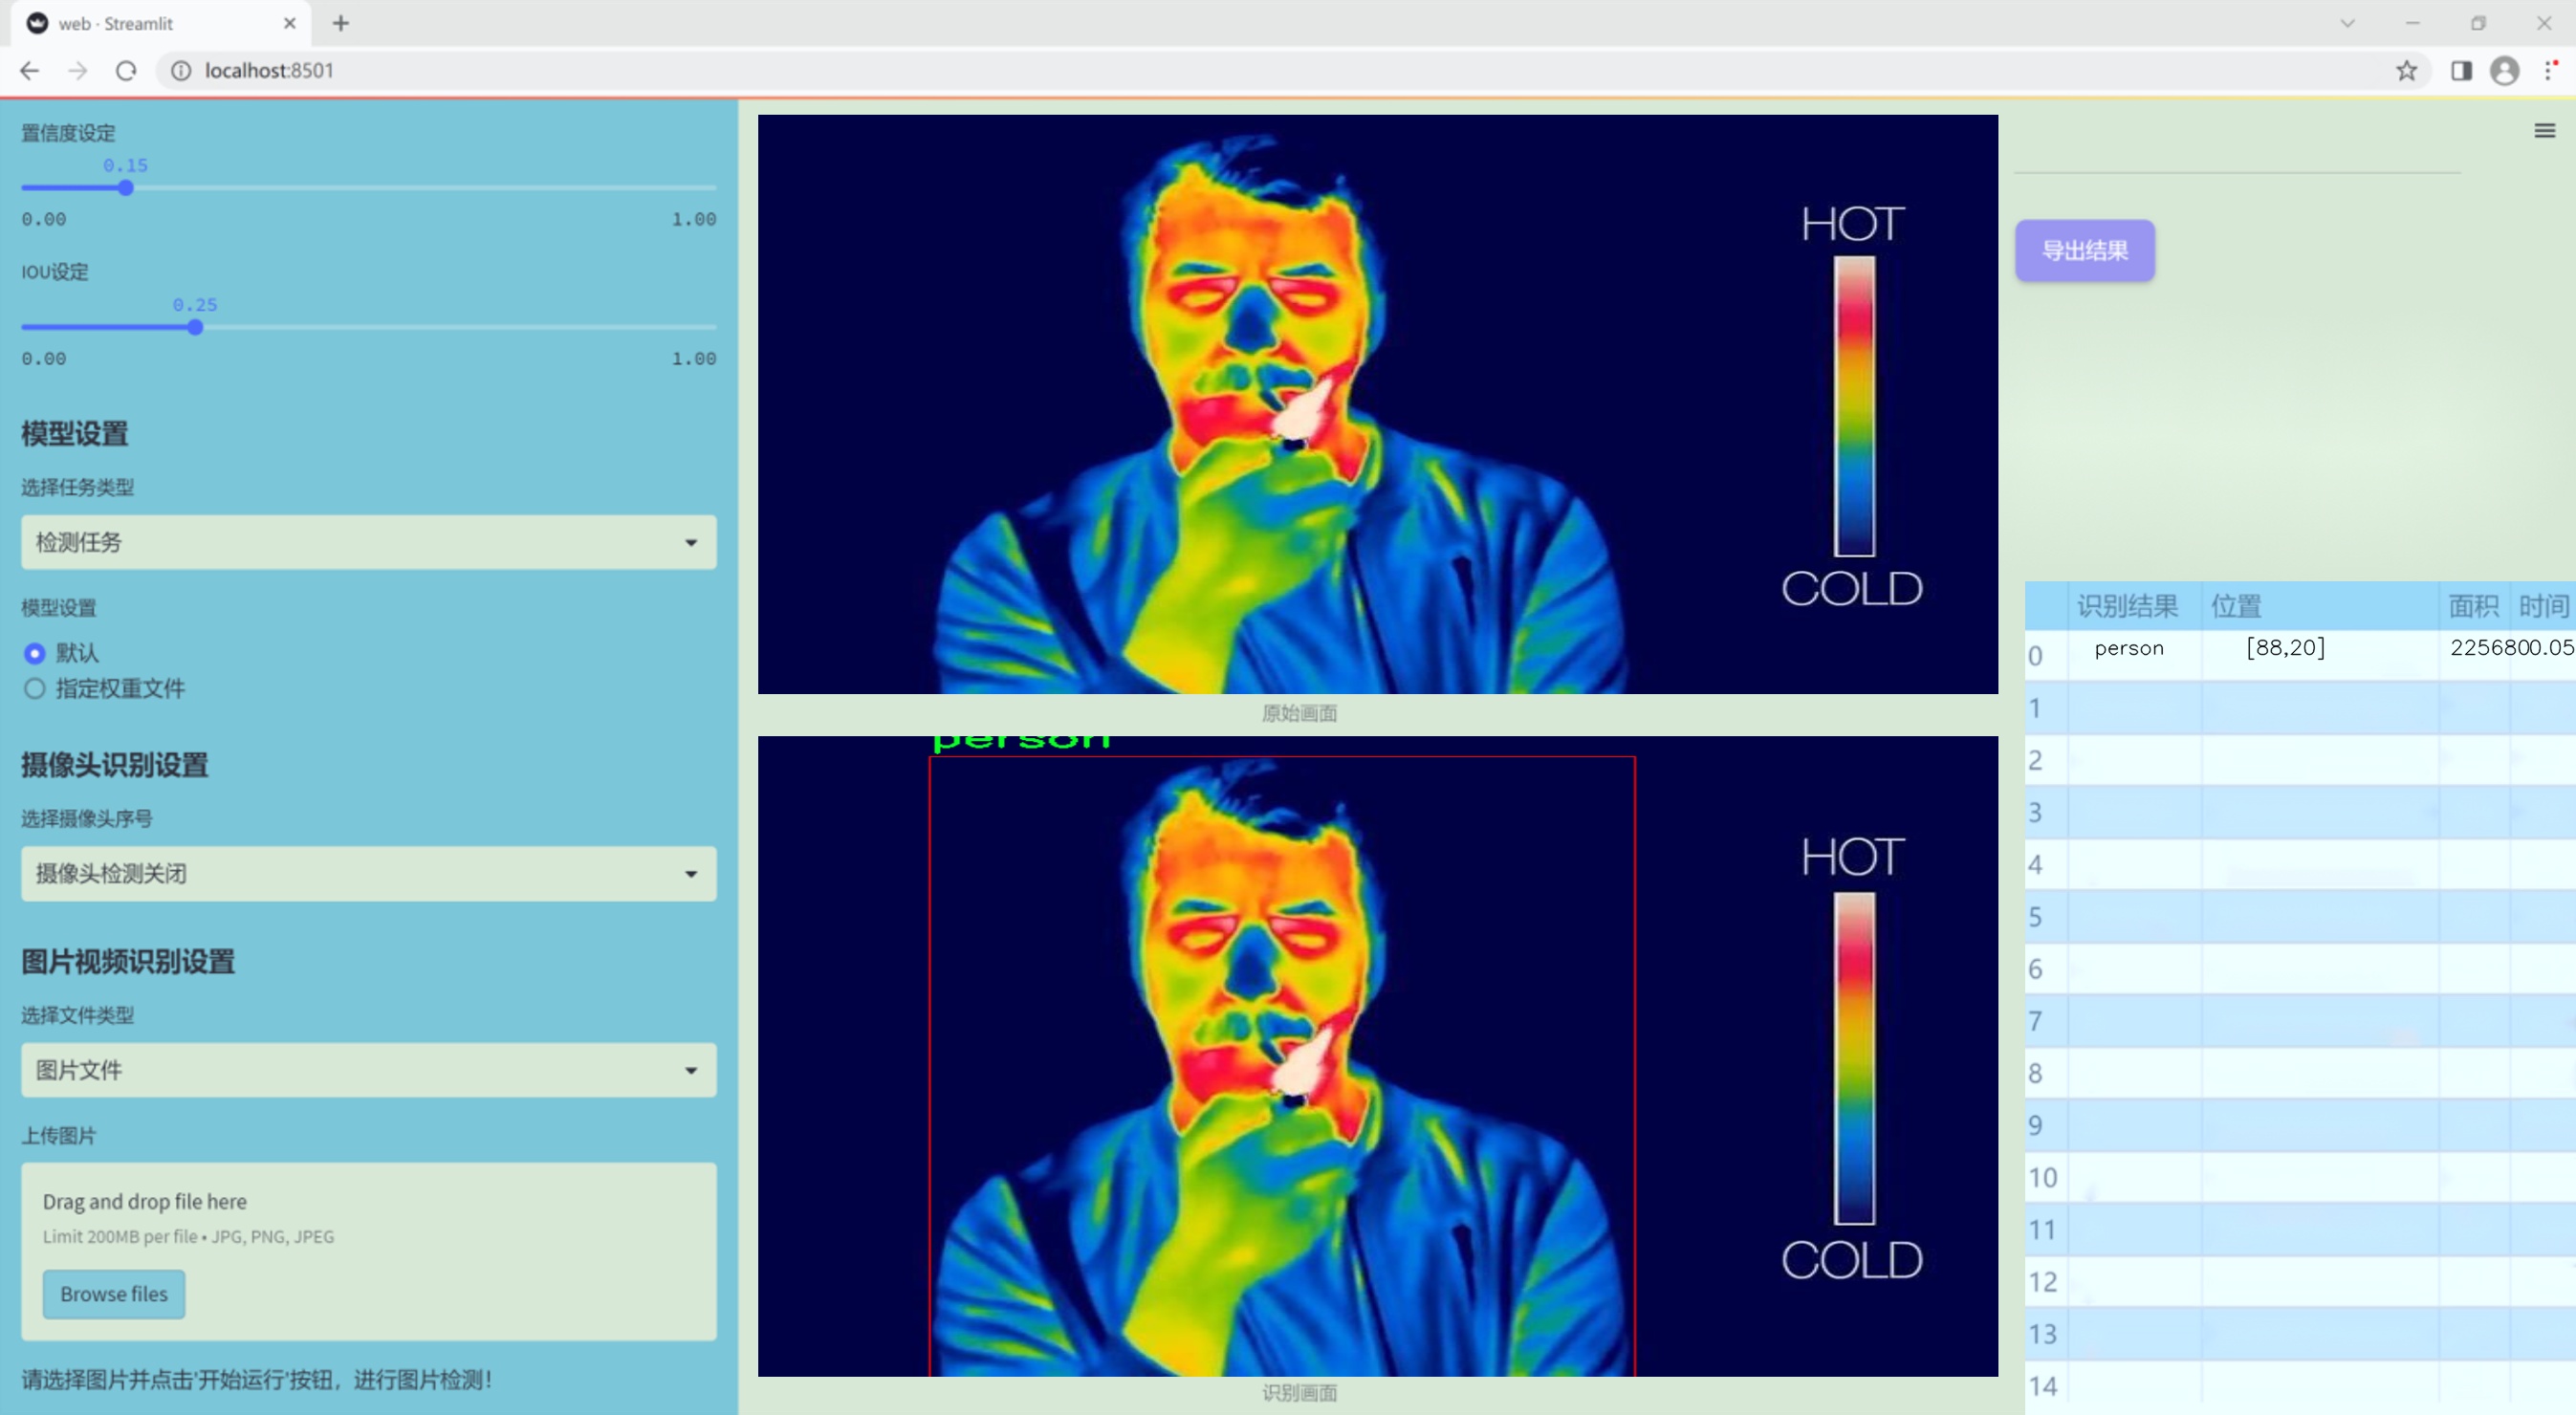 web · Streamlit
localhost:8501
置信度设定
0.15
0.00 1.00
IOU设定
0.25
0.00 1.00
模型设置
选择任务类型
检测任务
模型设置
默认
指定权重文件
摄像头识别设置
选择摄像头序号
摄像头检测关闭
图片视频识别设置
选择文件类型
图片文件
上传图片
Drag and drop file here
Limit 200MB per file • JPG, PNG, JPEG
Browse files
请选择图片并点击'开始运行'按钮，进行图片检测！
HOT
COLD
原始画面
person
HOT
COLD
识别画面
导出结果
识别结果 位置 面积 时间
0 person [88,20] 2256800.05
1
2
3
4
5
6
7
8
9
10
11
12
13
14